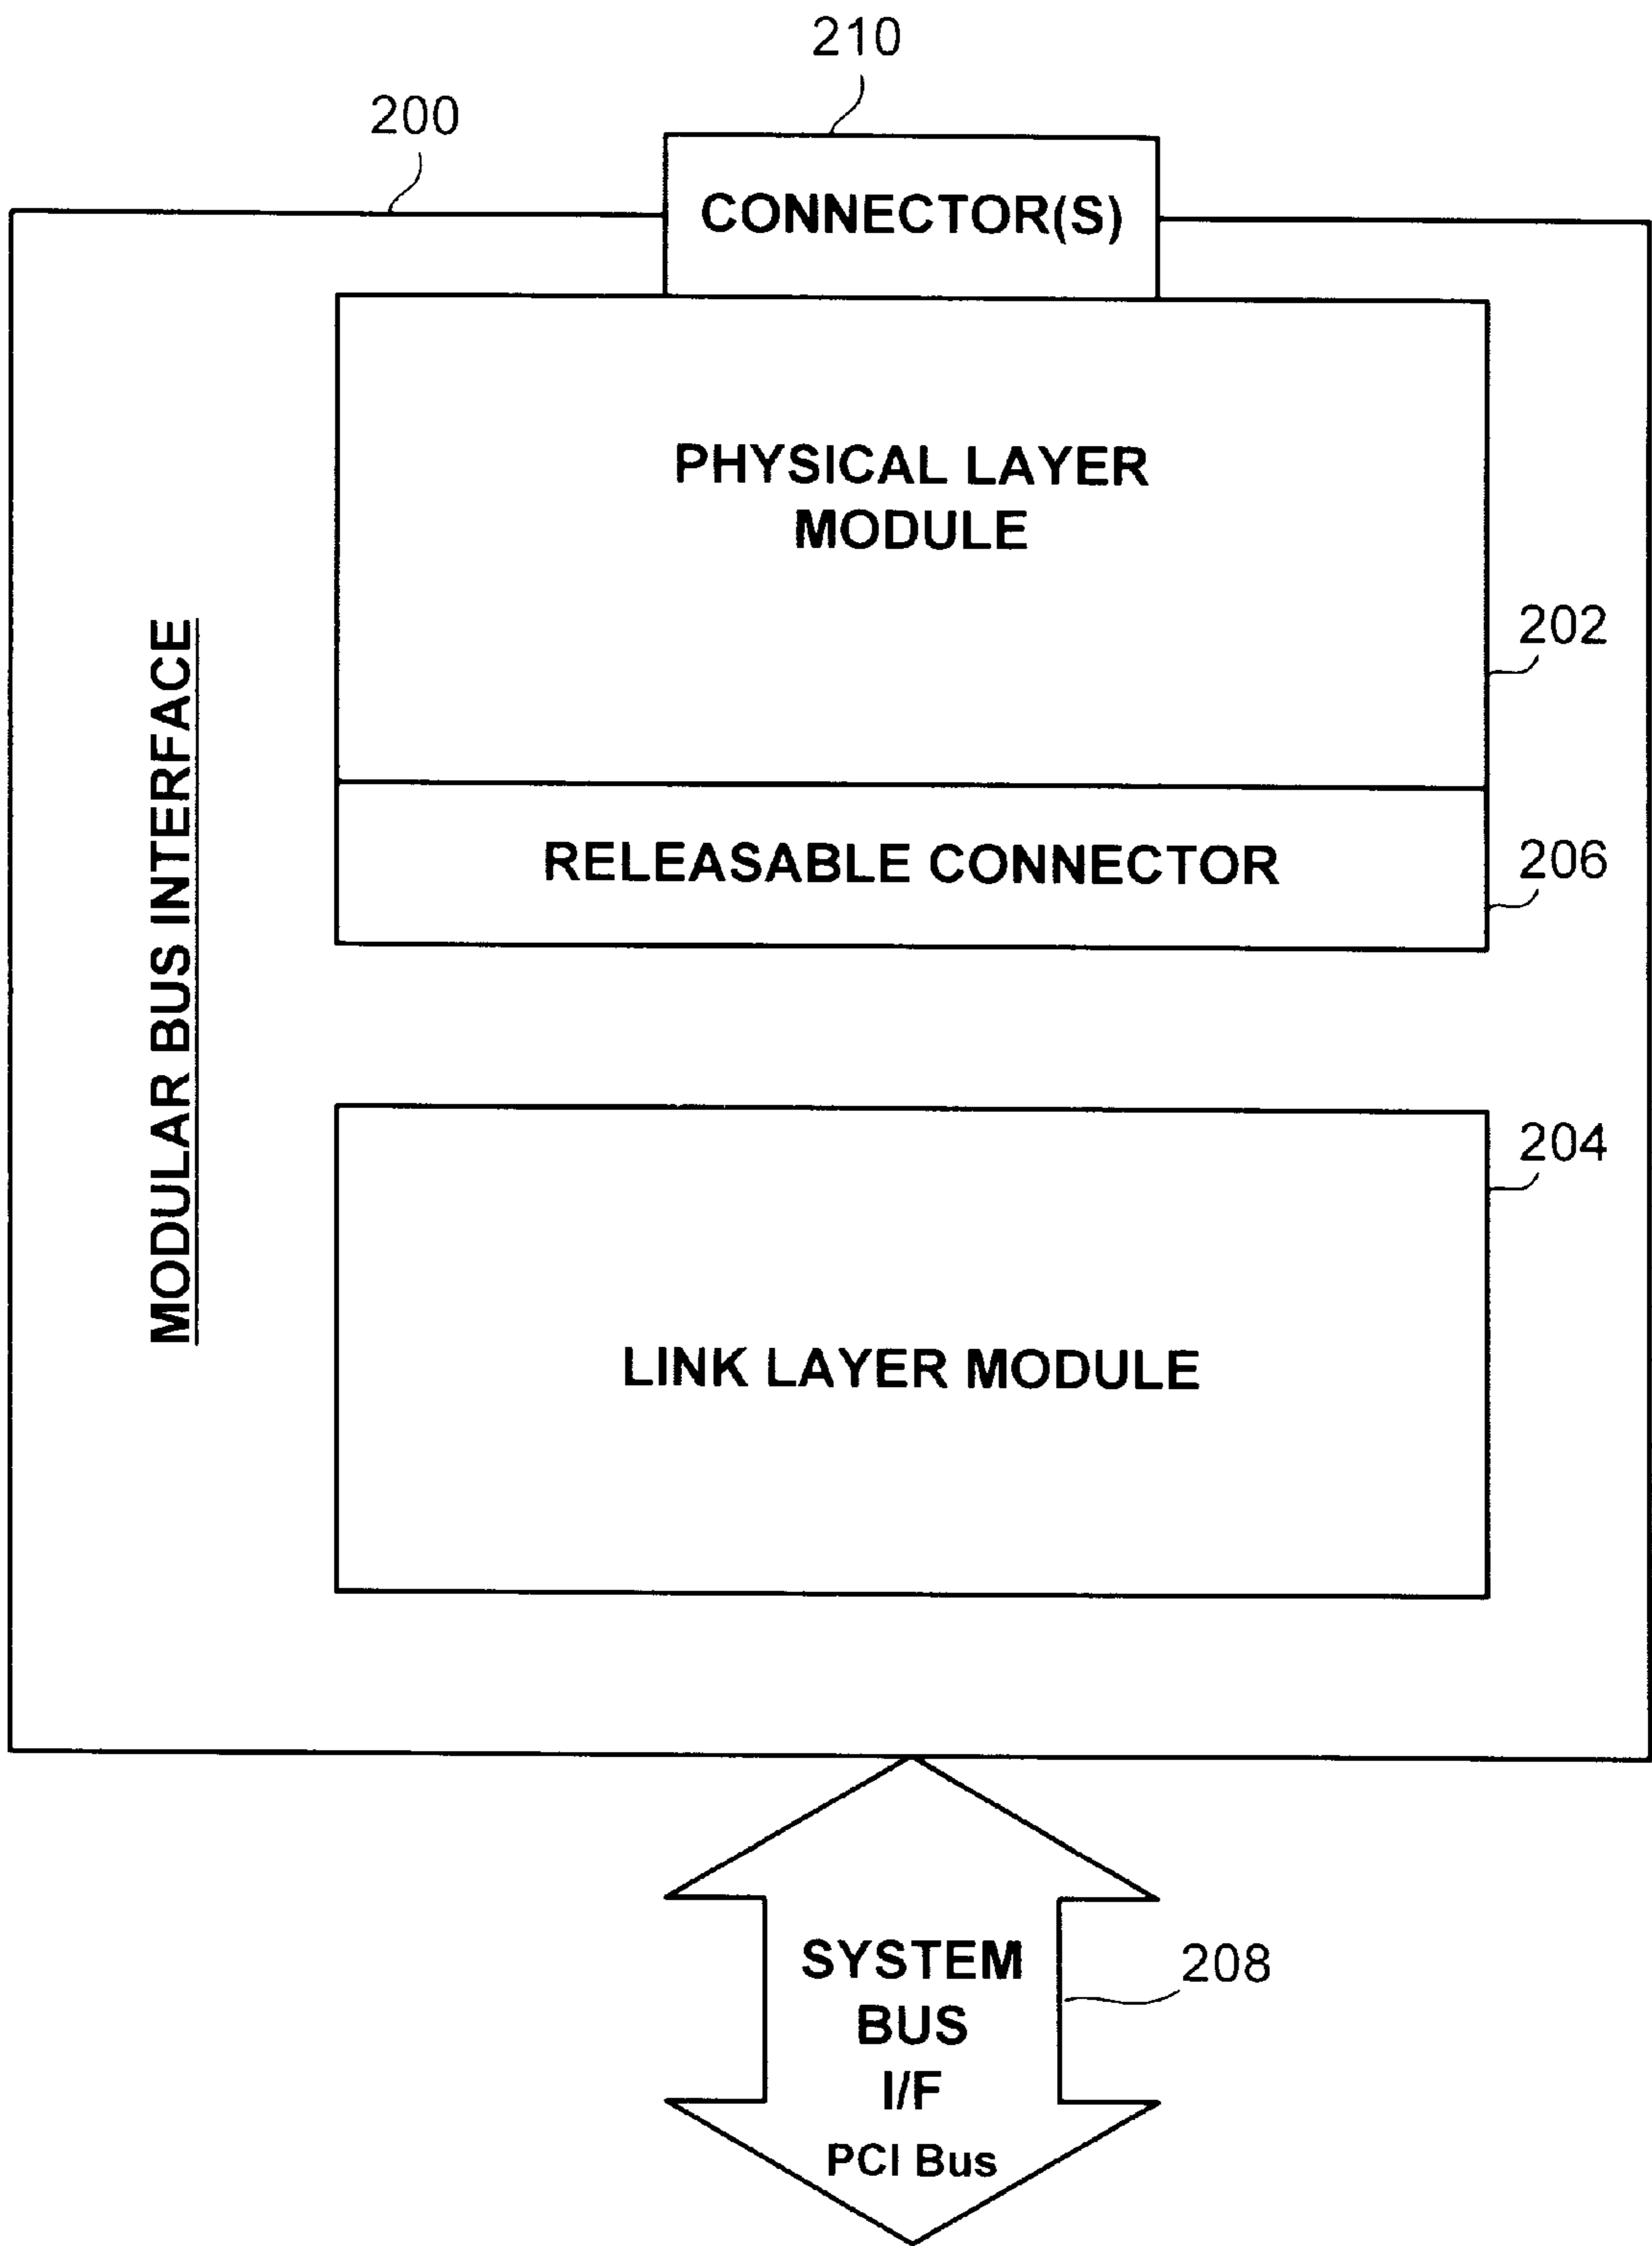 210
200
CONNECTOR(S)
PHYSICAL LAYER
MODULE
202
RELEASABLE CONNECTOR
206
MODULAR BUS INTERFACE
204
LINK LAYER MODULE
SYSTEM
BUS
I/F
PCI Bus
208